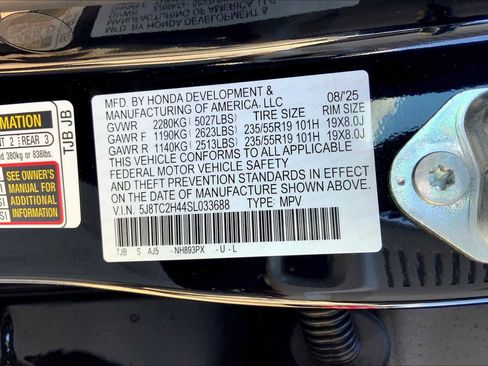 MFD. BY HONDA DEVELOPMENT &
MANUFACTURING OF AMERICA, LLC 08/'25
TIRE SIZE RIM SIZE
GVWR 2280KG (5027LBS)
GAWR F 1190KG (2623LBS) 235/55R19 101H 19X8.0J
GAWR R 1140KG (2513LBS) 235/55R19 101H 19X8.0J
THIS VEHICLE CONFORMS TO ALL APPLICABLE
FEDERAL MOTOR VEHICLE SAFETY
AND THEFT PREVENTION STANDARDS IN EFFECT
ON THE DATE OF MANUFACTURE SHOWN ABOVE.
V.I.N. 5J8TC2H44SL033688 TYPE: MPV
TJB S AJ5 NH893PX -U-L
2 REAR 3
380kg or 838lbs.
SEE OWNER'S
MANUAL FOR
ADDITIONAL
INFORMATION
TJB JB